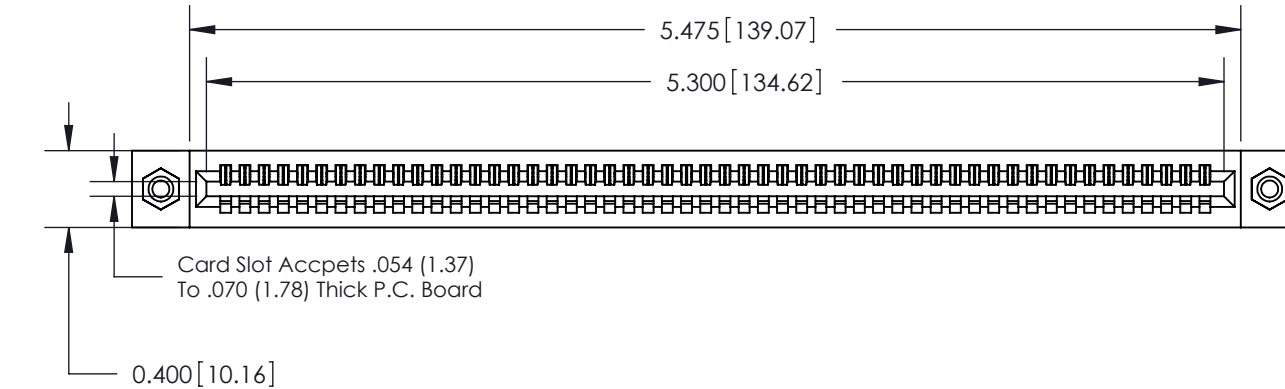 5.475[139.07]
5.300[134.62]
Card Slot Accpets .054 (1.37)
To .070 (1.78) Thick P.C. Board
0.400[10.16]